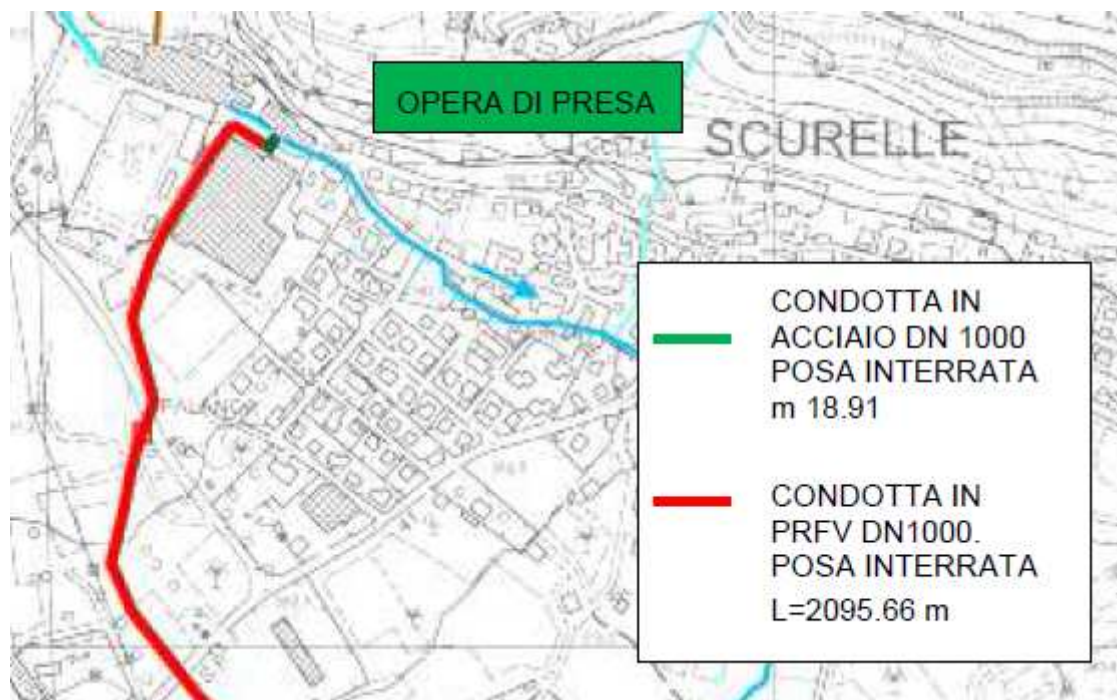 OPERA DI PRESA
SCURELLE
CONDOTTA IN
ACCIAIO DN 1000
POSA INTERRATA
m 18.91
CONDOTTA IN
PRFV DN1000.
POSA INTERRATA
L=2095.66 m